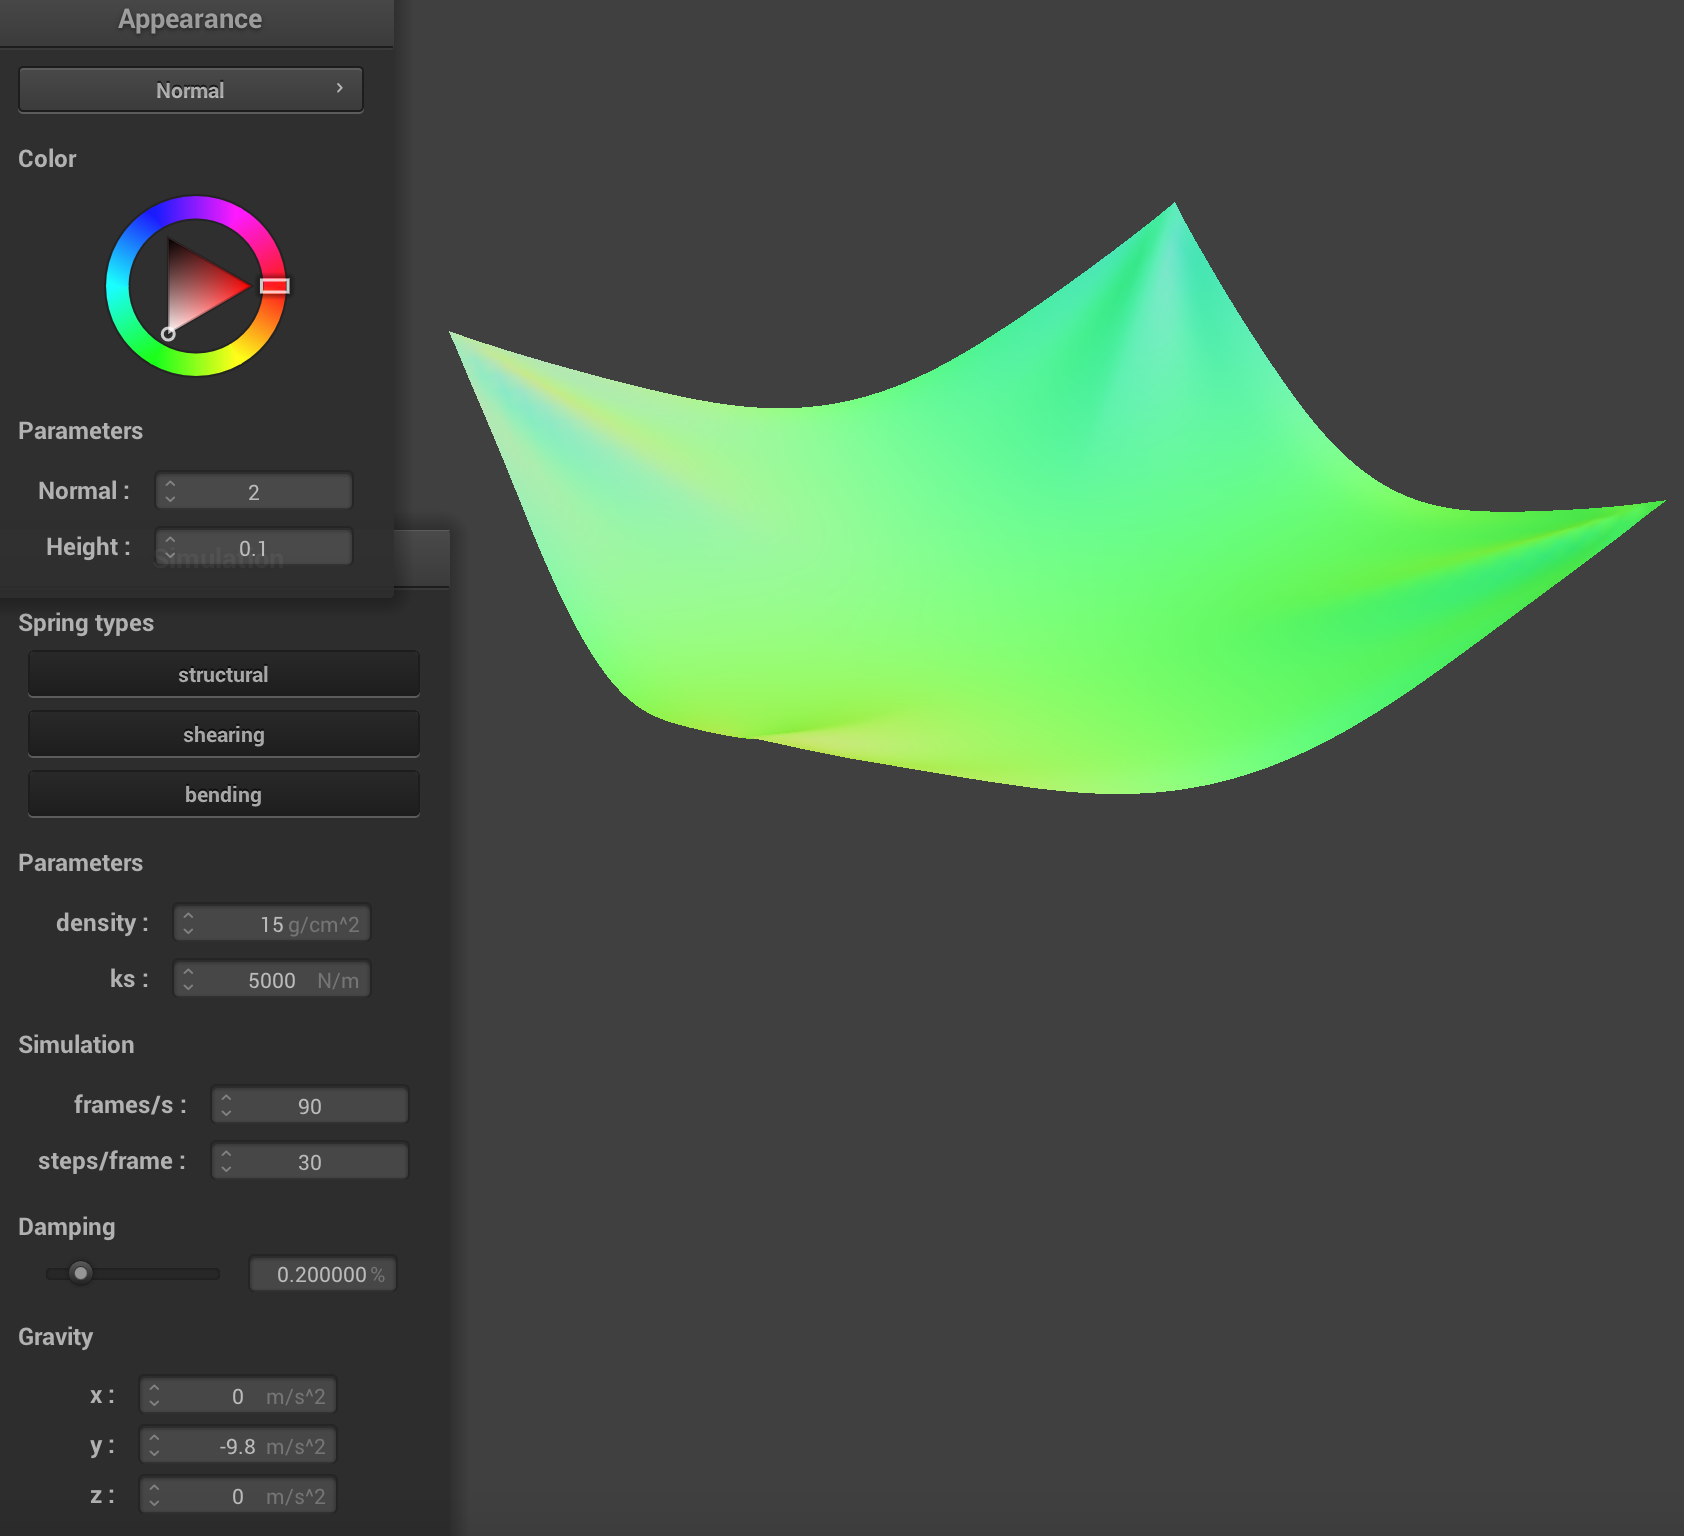 Appearance
Normal
Color
Parameters
Normal : 2
Height : 0.1
Simulation
Spring types
structural
shearing
bending
Parameters
density : 15 g/cm^2
ks : 5000 N/m
Simulation
frames/s : 90
steps/frame : 30
Damping
0.200000 %
Gravity
x : 0 m/s^2
y : -9.8 m/s^2
z : 0 m/s^2